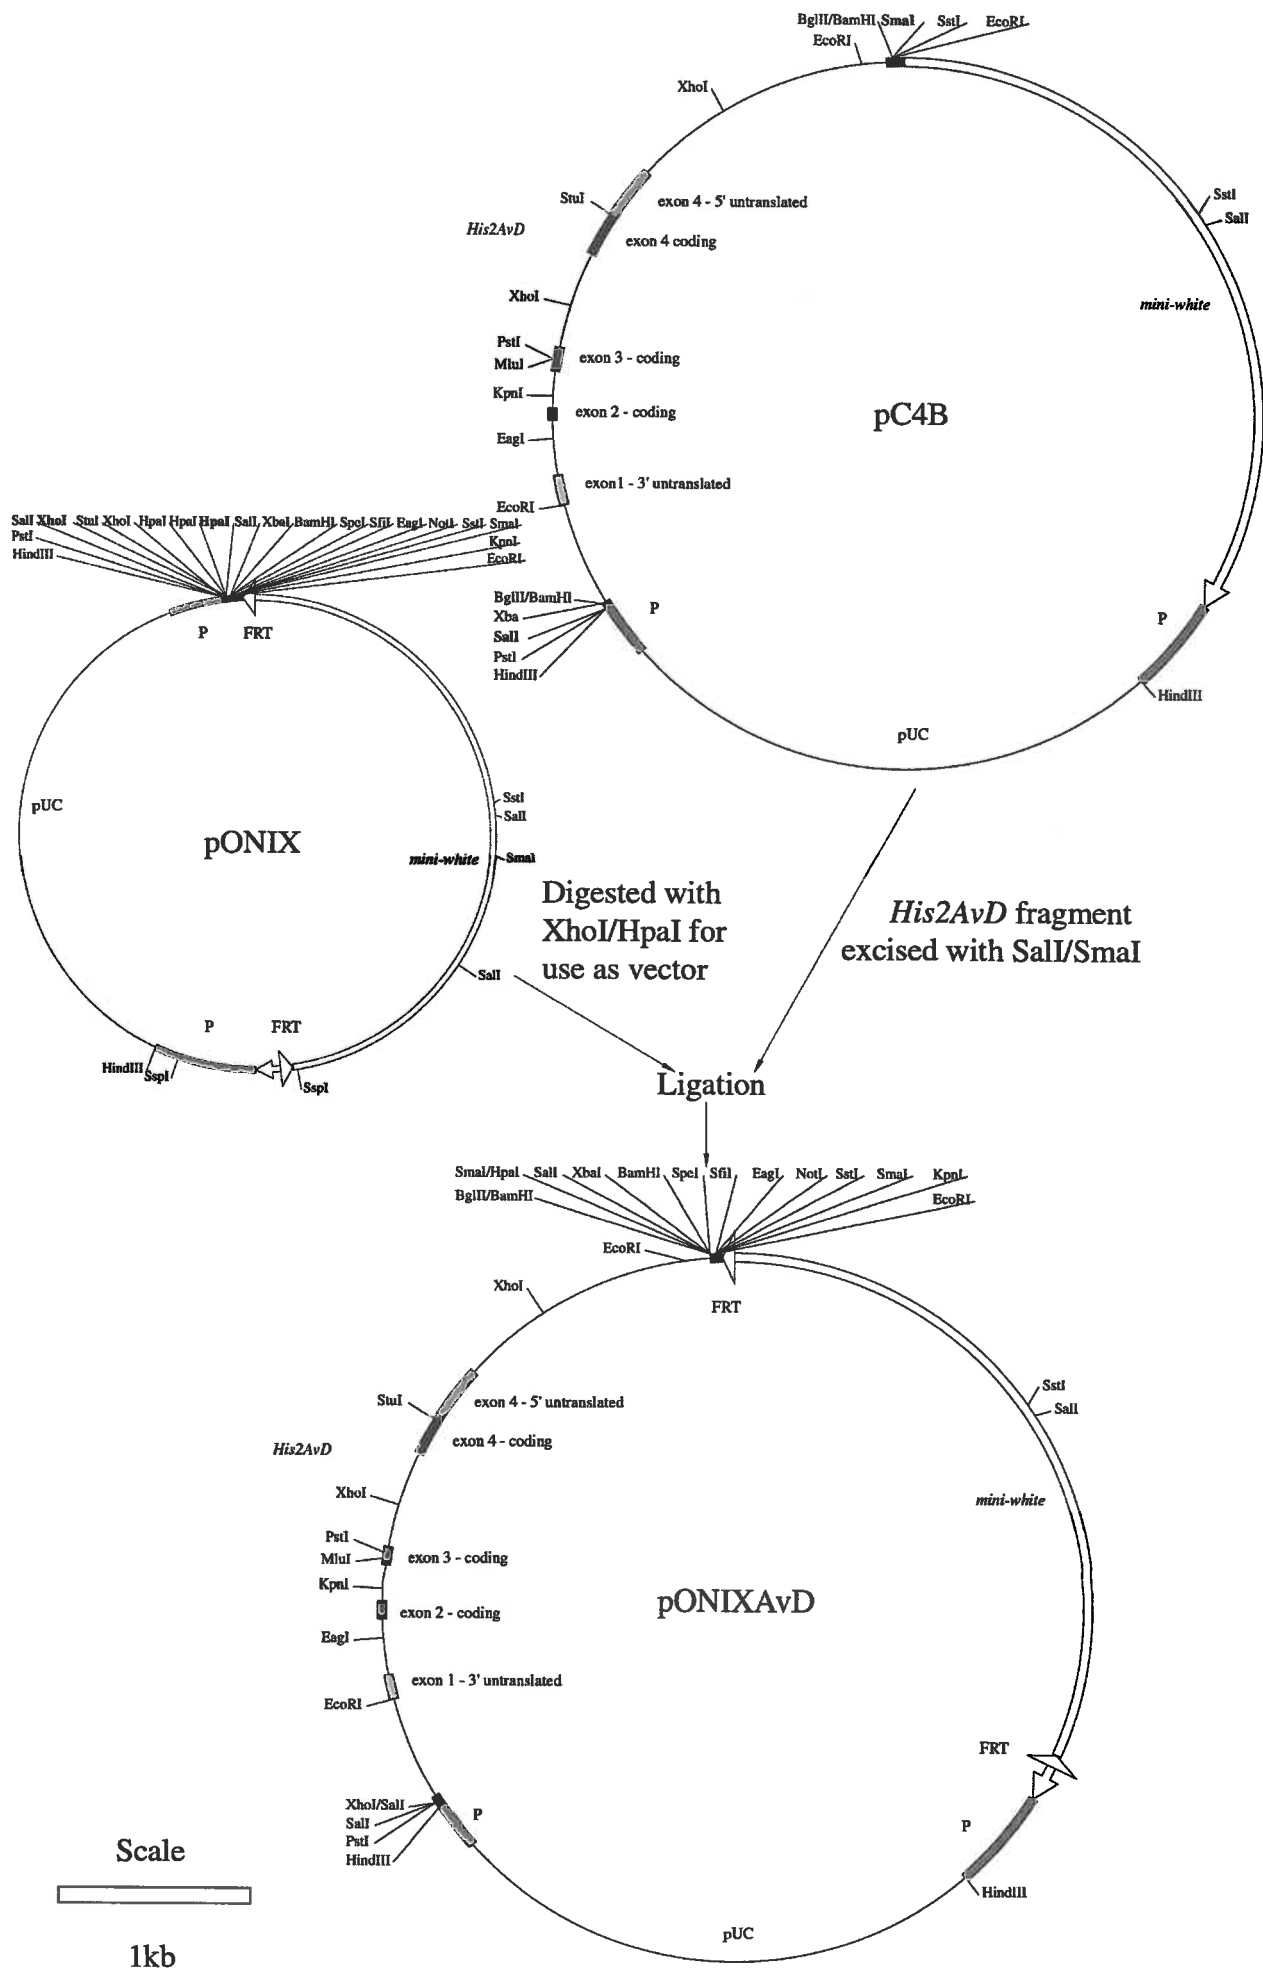 BglII/BamHI SmaI SstI EcoRI
EcoRI
XhoI
StuI
exon 4 - 5' untranslated
His2AvD
exon 4 coding
SstI
SalI
XhoI
mini-white
PstI
exon 3 - coding
MluI
KpnI
exon 2 - coding
pC4B
EagI
exon1 - 3' untranslated
EcoRI
SalI XhoI StuI XhoI HpaI HpaI HpaI SalI XbaI BamHI SpeI SfiI EagI NotI SstI SmaI
PstI
KpnI
HindIII
EcoRI
BglII/BamHI
Xba
SalI
PstI
HindIII
P
P
HindIII
P
FRT
pUC
pUC
SstI
SalI
pONIX
mini-white
SmaI
SalI
Digested with
XhoI/HpaI for
use as vector
His2AvD fragment
excised with SalI/SmaI
P
FRT
HindIII
SspI
SspI
Ligation
SmaI/HpaI SalI XbaI BamHI SpeI SfiI EagI NotI SstI SmaI KpnI
BglII/BamHI
EcoRI
EcoRI
XhoI
FRT
StuI
exon 4 - 5' untranslated
SstI
SalI
His2AvD
exon 4 - coding
XhoI
mini-white
PstI
MluI
exon 3 - coding
KpnI
pONIXAvD
exon 2 - coding
EagI
exon 1 - 3' untranslated
EcoRI
FRT
XhoI/SalI
SalI
PstI
HindIII
P
P
HindIII
Scale
pUC
1kb